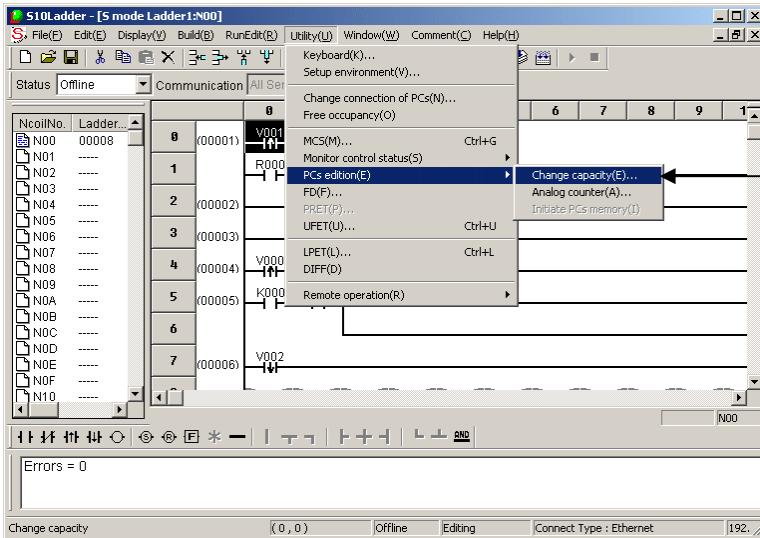 S10Ladder - [S mode Ladder1:N00]
File(F) Edit(E) Display(V) Build(B) RunEdit(R) Utility(U) Window(W) Comment(C) Help(H)
Status Offline Communication All Ser
Keyboard(K)...
Setup environment(V)...
Change connection of PCs(N)...
Free occupancy(O)
MCS(M)... Ctrl+G
Monitor control status(S)
PCs edition(E)
FD(F)...
PRET(P)...
UFET(U)... Ctrl+U
LPET(L)... Ctrl+L
DIFF(D)
Remote operation(R)
Change capacity(E)...
Analog counter(A)...
Initiate PCs memory(I)
NcoilNo. Ladder...
N00 00008
N01 -----
N02 -----
N03 -----
N04 -----
N05 -----
N06 -----
N07 -----
N08 -----
N09 -----
N0A -----
N0B -----
N0C -----
N0D -----
N0E -----
N0F -----
N10 -----
0 6 7 8 9
0 (00001) V001
1 R000
2 (00002)
3 (00003)
4 (00004) V000
5 (00005) K000
6
7 (00006) V002
N00
S R F AND
Errors = 0
Change capacity (0,0) Offline Editing Connect Type : Ethernet 192.